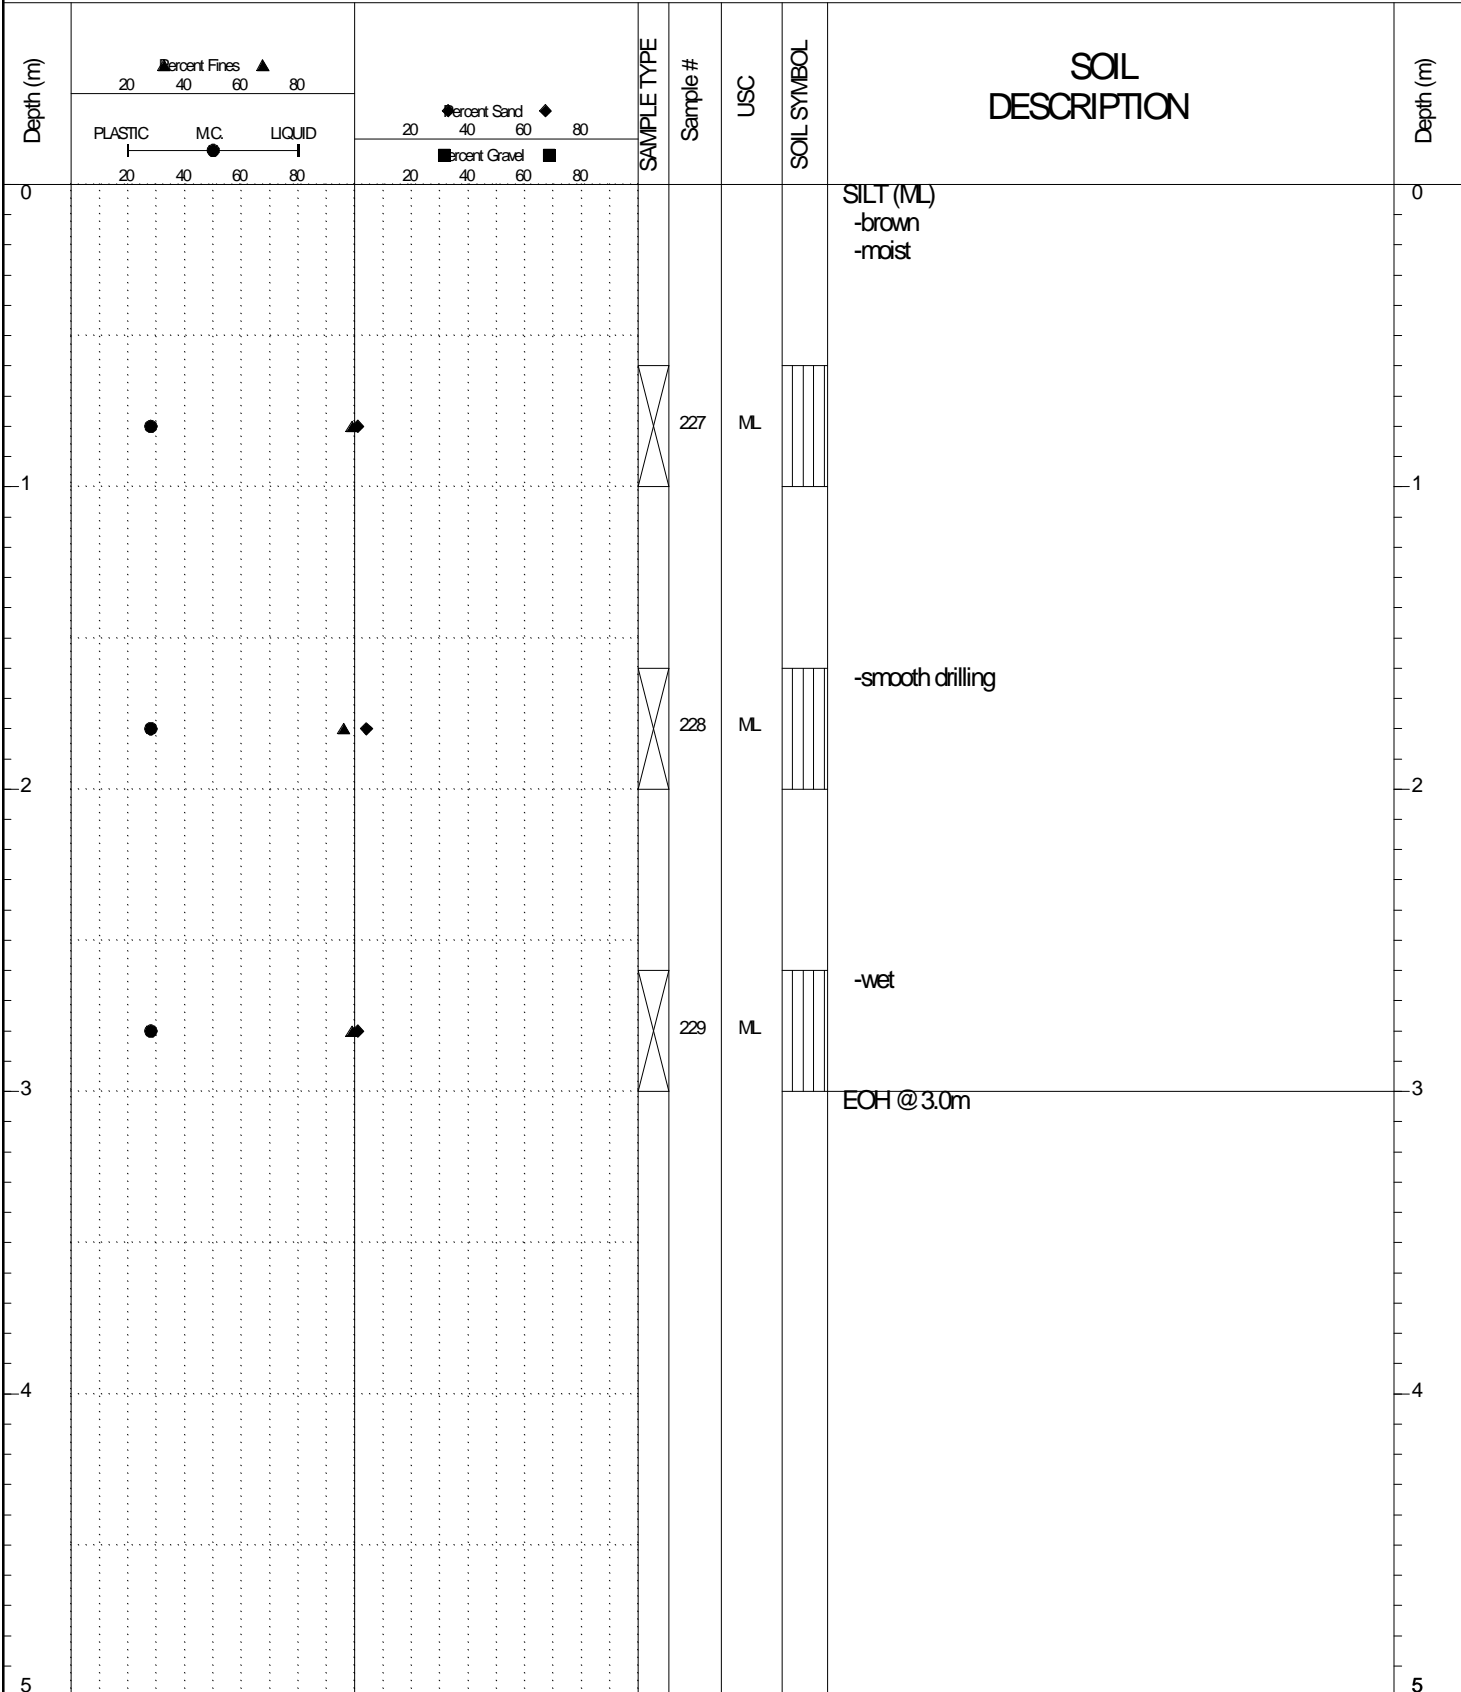 Depth (m)
Percent Fines
20 40 60 80
PLASTIC M.C. LIQUID
20 40 60 80
Percent Sand
20 40 60 80
Percent Gravel
20 40 60 80
SAMPLE TYPE
Sample #
USC
SOIL SYMBOL
SOIL
DESCRIPTION
Depth (m)
0 SILT (ML) 0
-brown
-moist
227 ML
1 1
-smooth drilling
228 ML
2 2
-wet
229 ML
3 3
EOH @ 3.0m
4 4
5 5